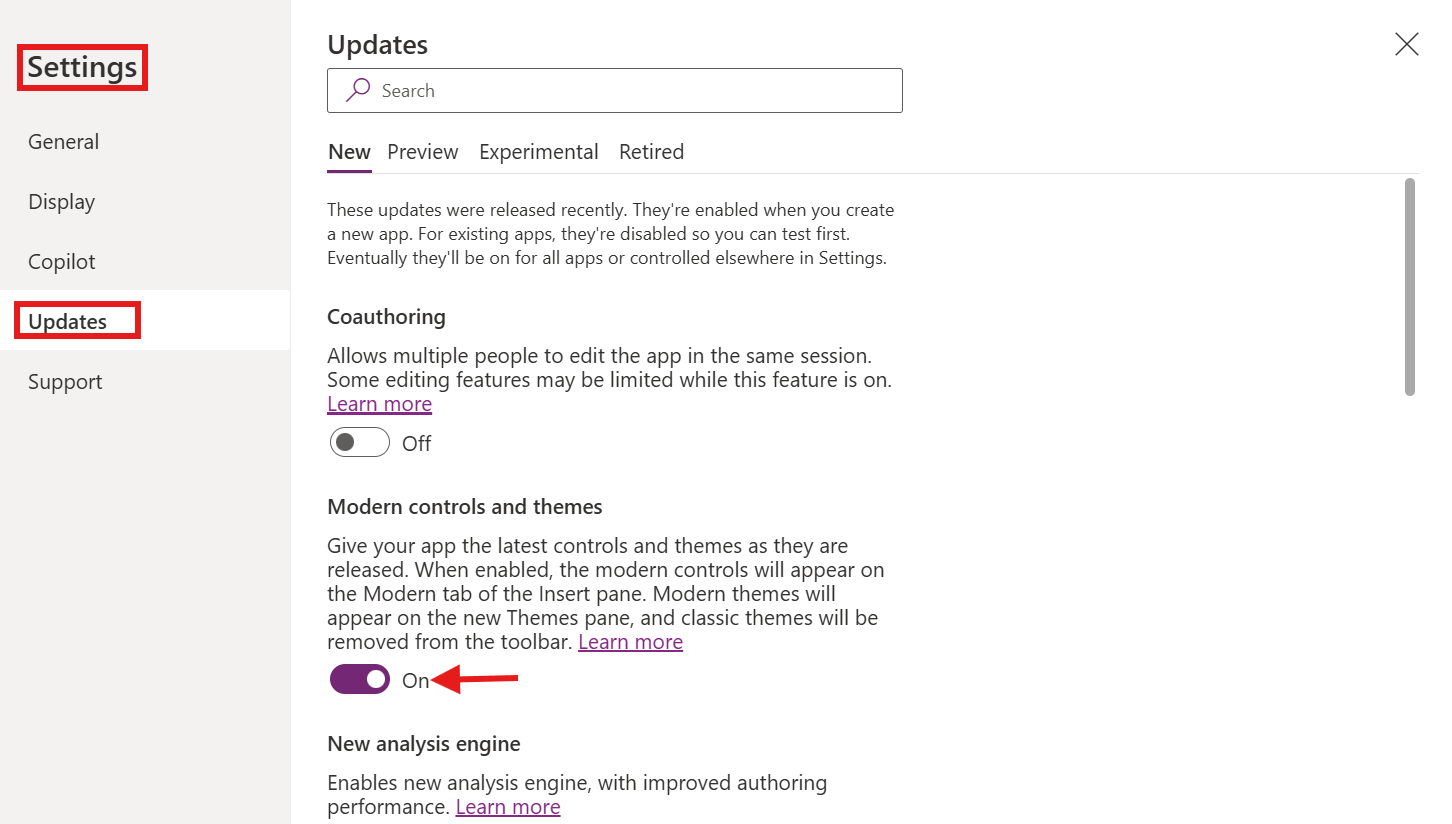 Settings
General
Display
Copilot
Updates
Support
Updates
Search
New Preview Experimental Retired
These updates were released recently. They're enabled when you create
a new app. For existing apps, they're disabled so you can test first.
Eventually they'll be on for all apps or controlled elsewhere in Settings.
Coauthoring
Allows multiple people to edit the app in the same session.
Some editing features may be limited while this feature is on.
Learn more
Off
Modern controls and themes
Give your app the latest controls and themes as they are
released. When enabled, the modern controls will appear on
the Modern tab of the Insert pane. Modern themes will
appear on the new Themes pane, and classic themes will be
removed from the toolbar. Learn more
On
New analysis engine
Enables new analysis engine, with improved authoring
performance. Learn more